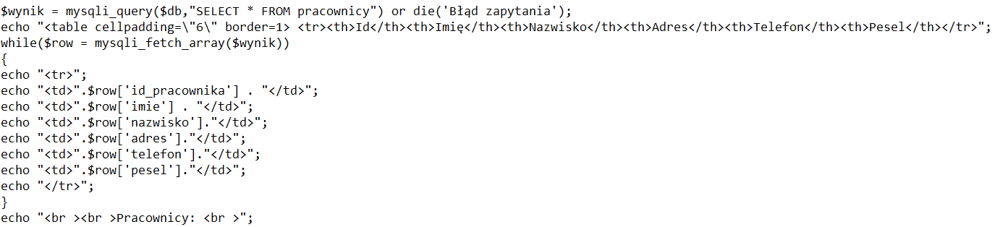 $wynik = mysqli_query($db,"SELECT * FROM pracownicy") or die('Błąd zapytania');
echo "<table cellpadding=\"6\" border=1> <tr><th>Id</th><th>Imię</th><th>Nazwisko</th><th>Adres</th><th>Telefon</th><th>Pesel</th></tr>";
while($row = mysqli_fetch_array($wynik))
{
echo "<tr>";
echo "<td>".$row['id_pracownika'] . "</td>";
echo "<td>".$row['imie'] . "</td>";
echo "<td>".$row['nazwisko']."</td>";
echo "<td>".$row['adres']."</td>";
echo "<td>".$row['telefon']."</td>";
echo "<td>".$row['pesel']."</td>";
echo "</tr>";
}
echo "<br ><br >Pracownicy: <br >";